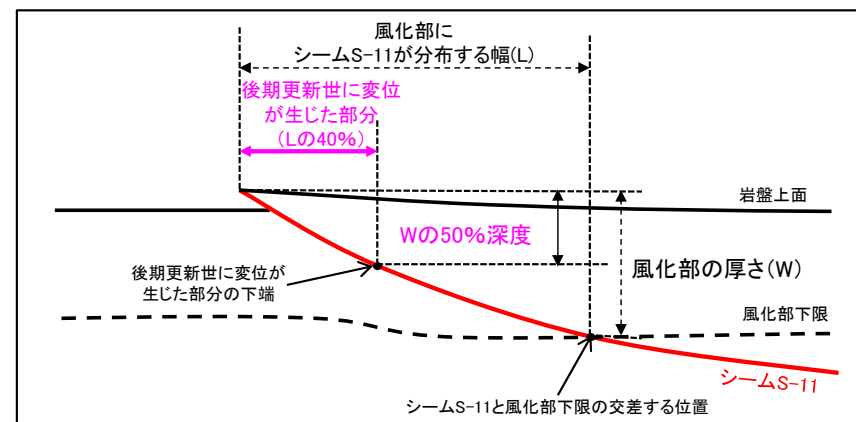 風化部に
シームS-11が分布する幅(L)
後期更新世に変位
が生じた部分
(Lの40%)
岩盤上面
Wの50%深度
風化部の厚さ(W)
後期更新世に変位が
生じた部分の下端
風化部下限
シームS-11
シームS-11と風化部下限の交差する位置